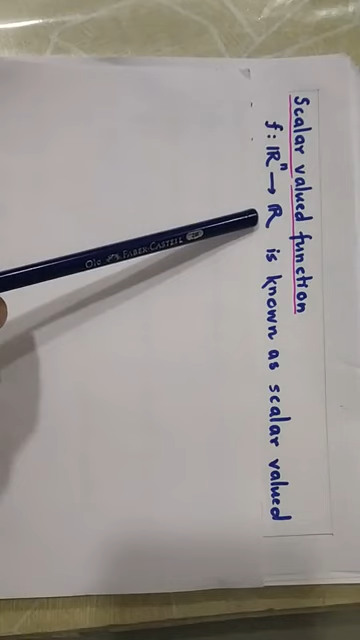 Scalar valued function
f : ℝⁿ → ℝ is known as scalar valued
FABER-CASTELL